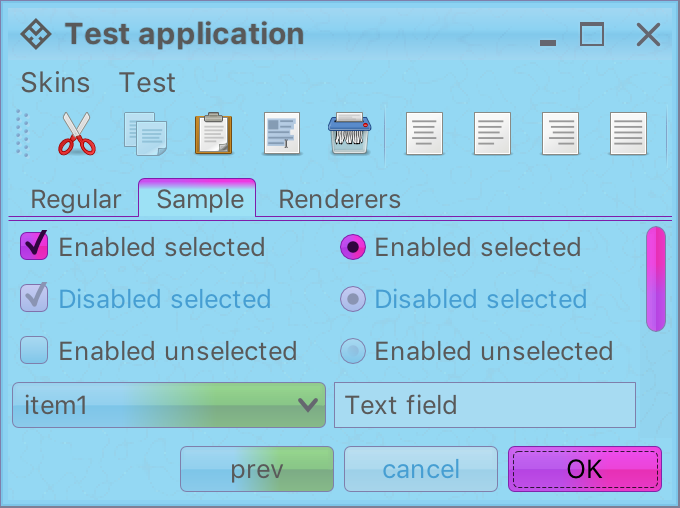 Test application
Skins Test
Regular Sample Renderers
Enabled selected Enabled selected
Disabled selected Disabled selected
Enabled unselected Enabled unselected
item1 Text field
prev cancel OK